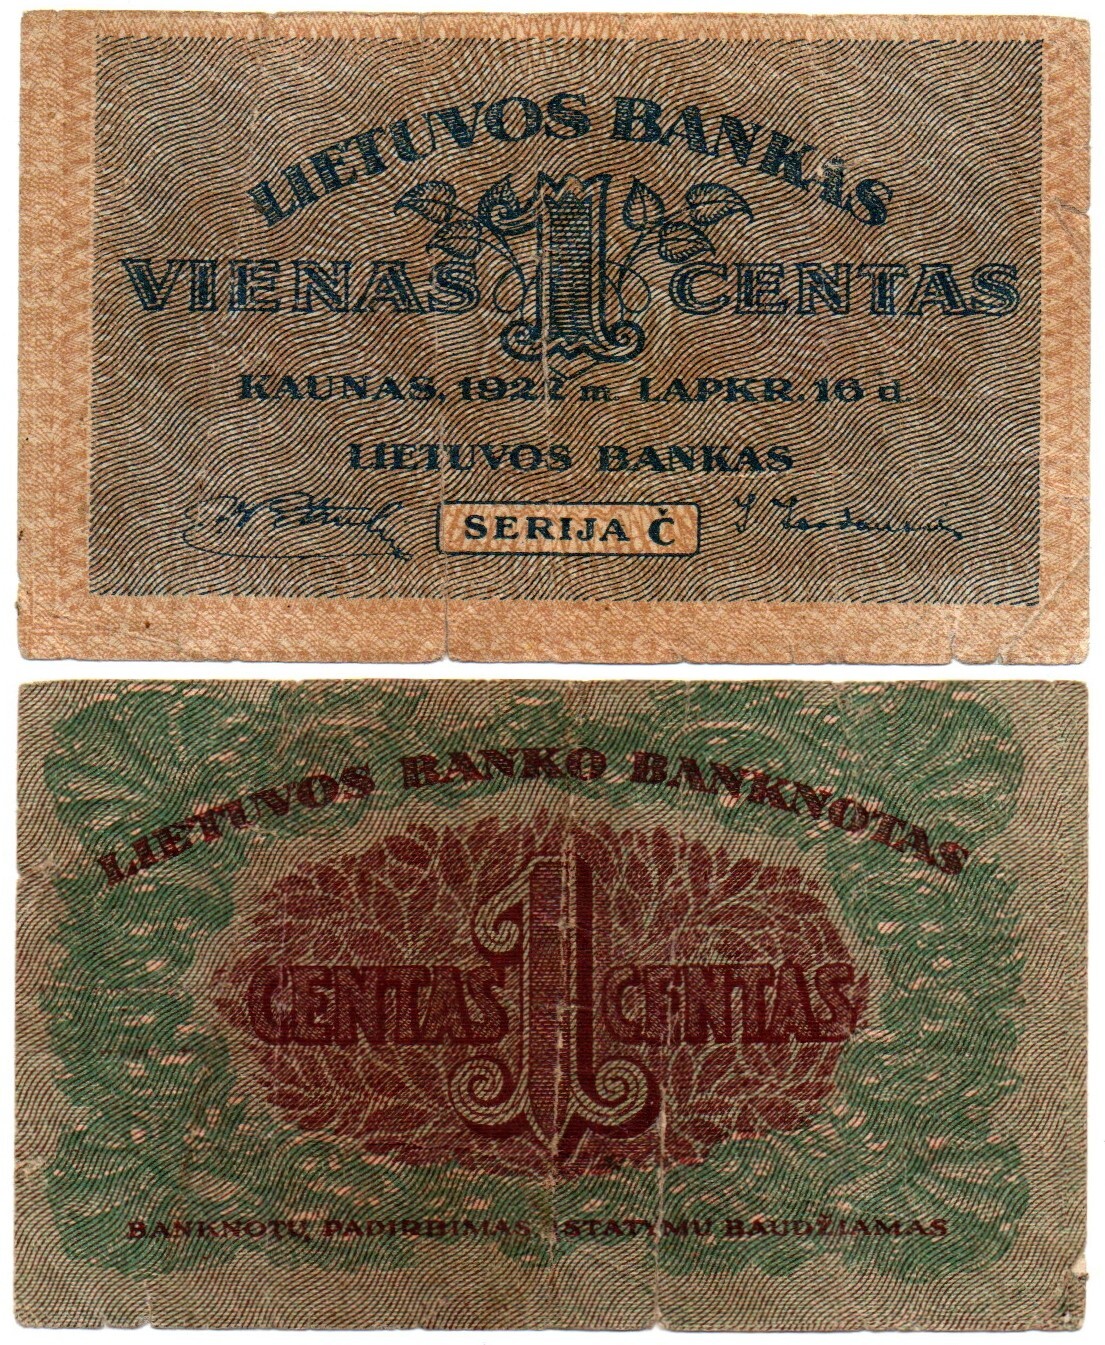 LIETUVOS BANKAS
VIENAS 1 CENTAS
KAUNAS, 1922 m. LAPKR. 16 d.
LIETUVOS BANKAS
SERIJA Č
LIETUVOS BANKO BANKNOTAS
CENTAS 1 CENTAS
BANKNOTŲ PADIRBIMAS ĮSTATYMU BAUDŽIAMAS